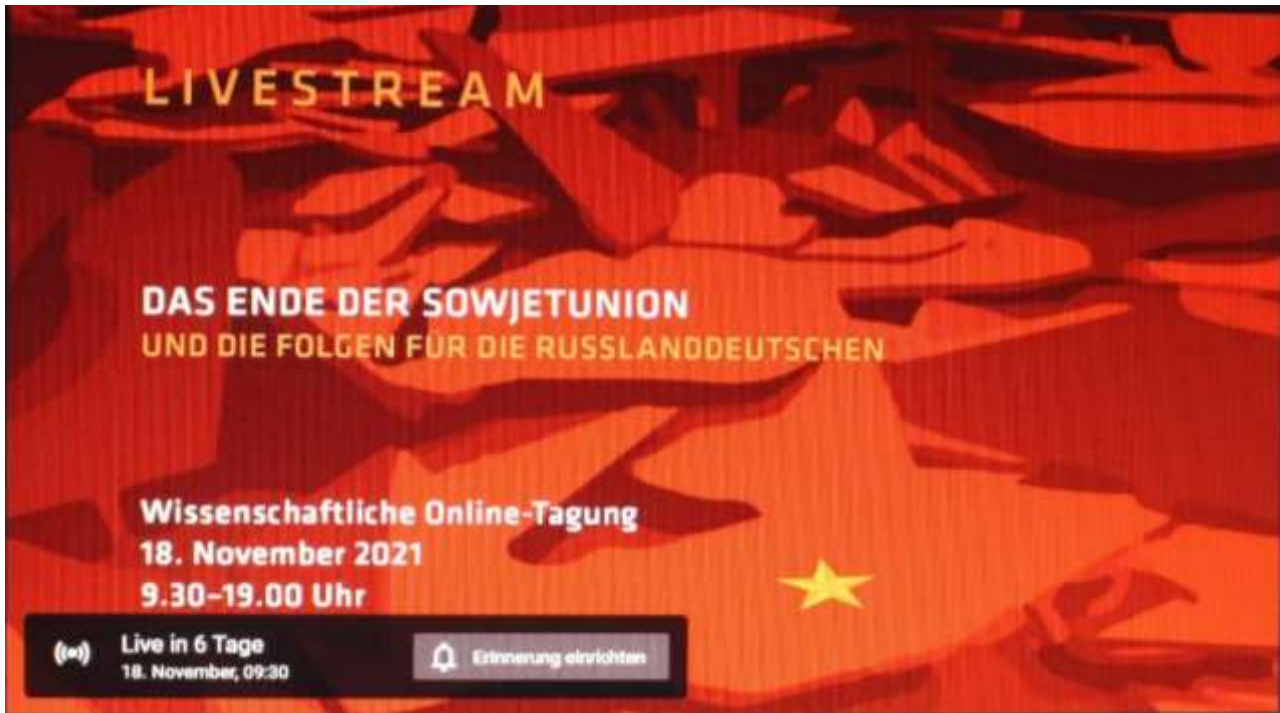 LIVESTREAM
DAS ENDE DER SOWJETUNION
UND DIE FOLGEN FÜR DIE RUSSLANDDEUTSCHEN
Wissenschaftliche Online-Tagung
18. November 2021
9.30–19.00 Uhr
Live in 6 Tage
18. November, 09:30
Erinnerung einrichten